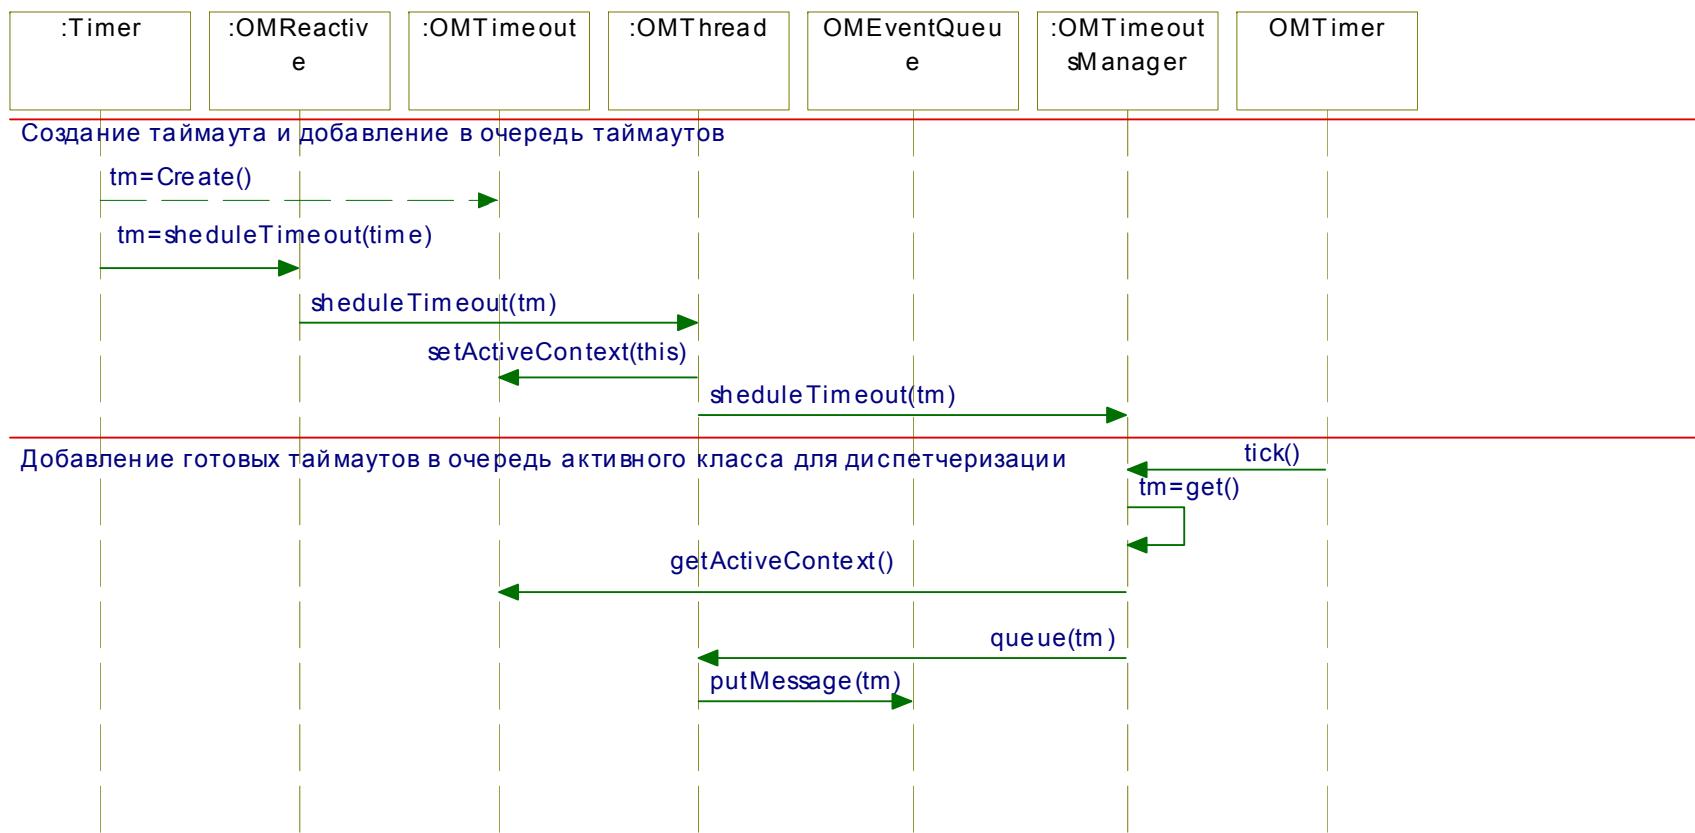 :Timer
:OMReactiv
e
:OMTimeout
:OMThread
OMEventQueu
e
:OMTimeout
sManager
OMTimer
Создание таймаута и добавление в очередь таймаутов
tm=Create()
tm=sheduleTimeout(time)
sheduleTimeout(tm)
setActiveContext(this)
sheduleTimeout(tm)
Добавление готовых таймаутов в очередь активного класса для диспетчеризации
tick()
tm=get()
getActiveContext()
queue(tm)
putMessage(tm)